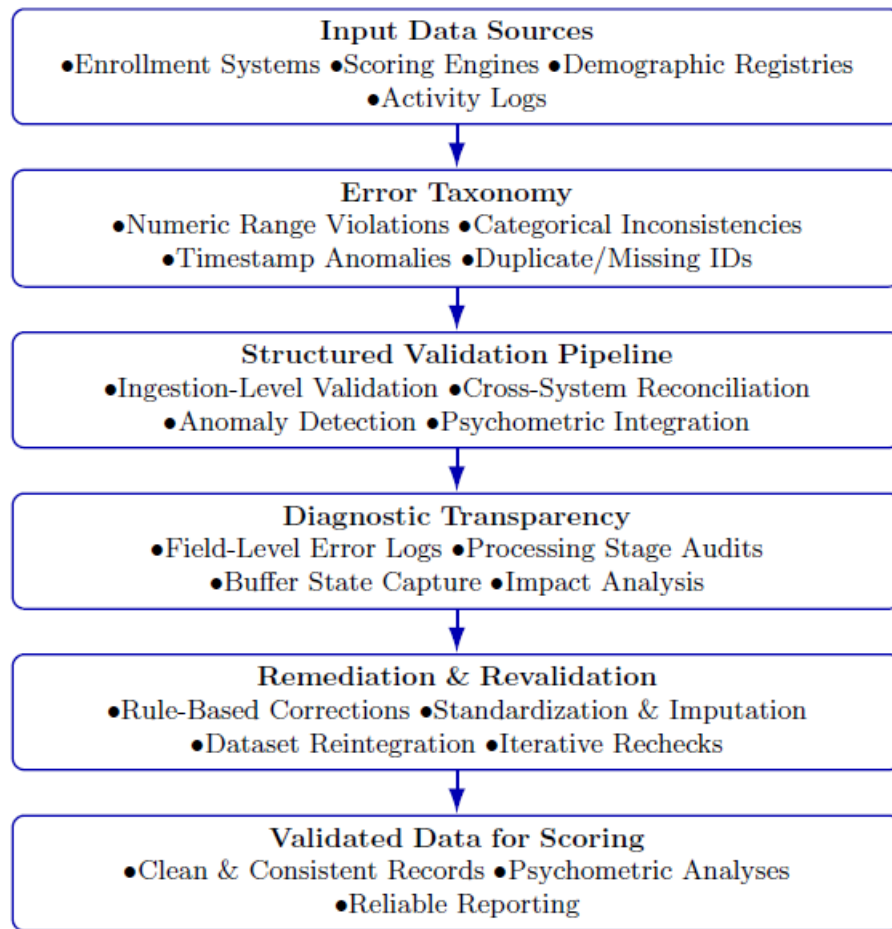 Input Data Sources
●Enrollment Systems ●Scoring Engines ●Demographic Registries
●Activity Logs
Error Taxonomy
●Numeric Range Violations ●Categorical Inconsistencies
●Timestamp Anomalies ●Duplicate/Missing IDs
Structured Validation Pipeline
●Ingestion-Level Validation ●Cross-System Reconciliation
●Anomaly Detection ●Psychometric Integration
Diagnostic Transparency
●Field-Level Error Logs ●Processing Stage Audits
●Buffer State Capture ●Impact Analysis
Remediation & Revalidation
●Rule-Based Corrections ●Standardization & Imputation
●Dataset Reintegration ●Iterative Rechecks
Validated Data for Scoring
●Clean & Consistent Records ●Psychometric Analyses
●Reliable Reporting